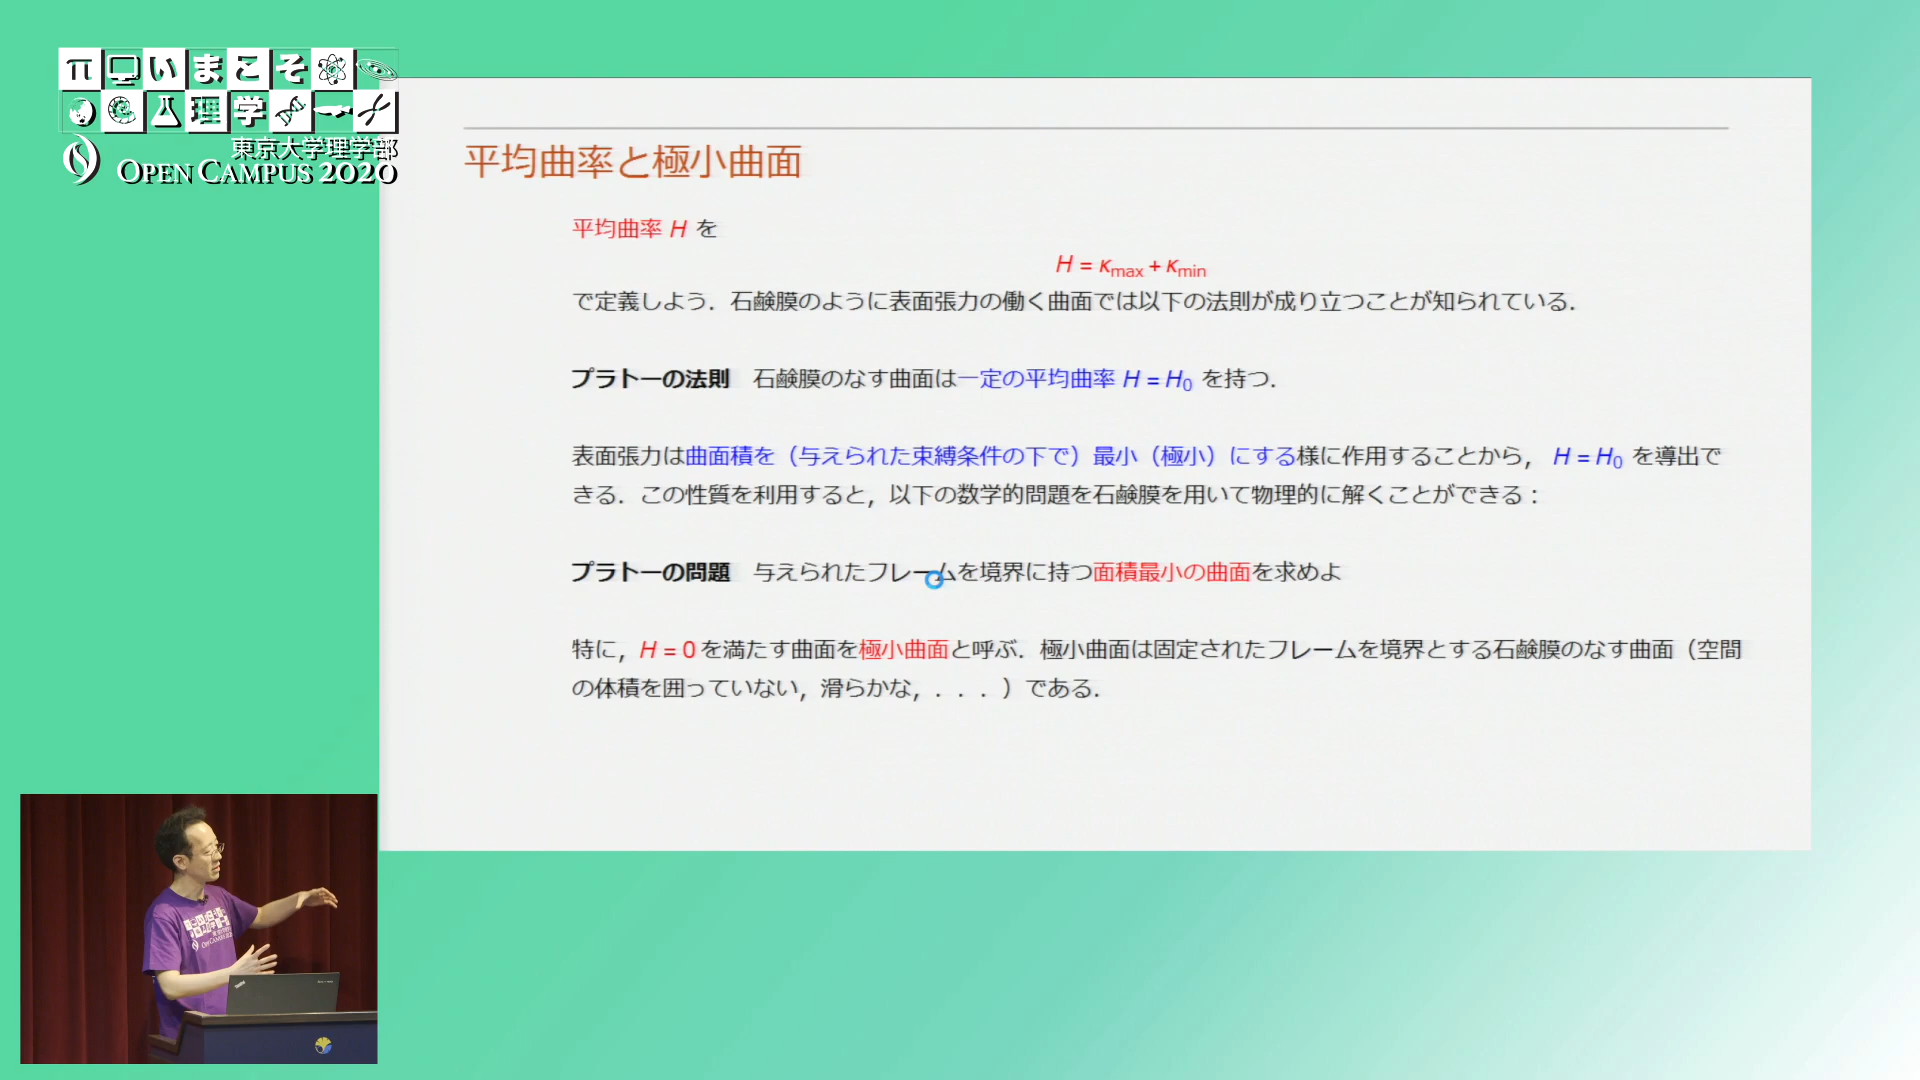 πいまこそ
理学
東京大学理学部
OPEN CAMPUS 2020
平均曲率と極小曲面
平均曲率 H を
H = κmax + κmin
で定義しよう．石鹸膜のように表面張力の働く曲面では以下の法則が成り立つことが知られている．
プラトーの法則　石鹸膜のなす曲面は一定の平均曲率 H = H0 を持つ．
表面張力は曲面積を（与えられた束縛条件の下で）最小（極小）にする様に作用することから， H = H0 を導出で
きる．この性質を利用すると，以下の数学的問題を石鹸膜を用いて物理的に解くことができる：
プラトーの問題　与えられたフレームを境界に持つ面積最小の曲面を求めよ
特に，H = 0 を満たす曲面を極小曲面と呼ぶ．極小曲面は固定されたフレームを境界とする石鹸膜のなす曲面（空間
の体積を囲っていない，滑らかな，．．．）である．